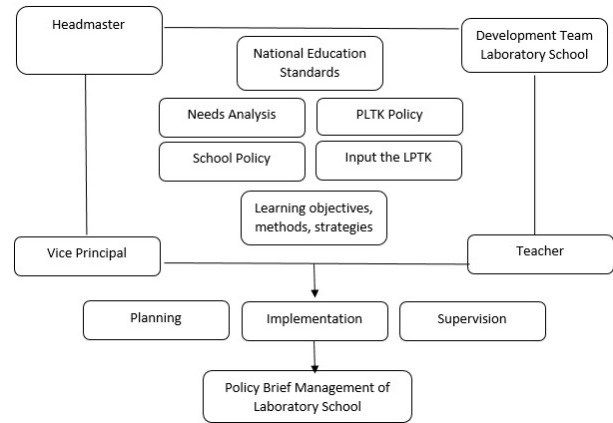 Headmaster
Development Team
Laboratory School
National Education
Standards
Needs Analysis
PLTK Policy
School Policy
Input the LPTK
Learning objectives,
methods, strategies
Vice Principal
Teacher
Planning
Implementation
Supervision
Policy Brief Management of
Laboratory School